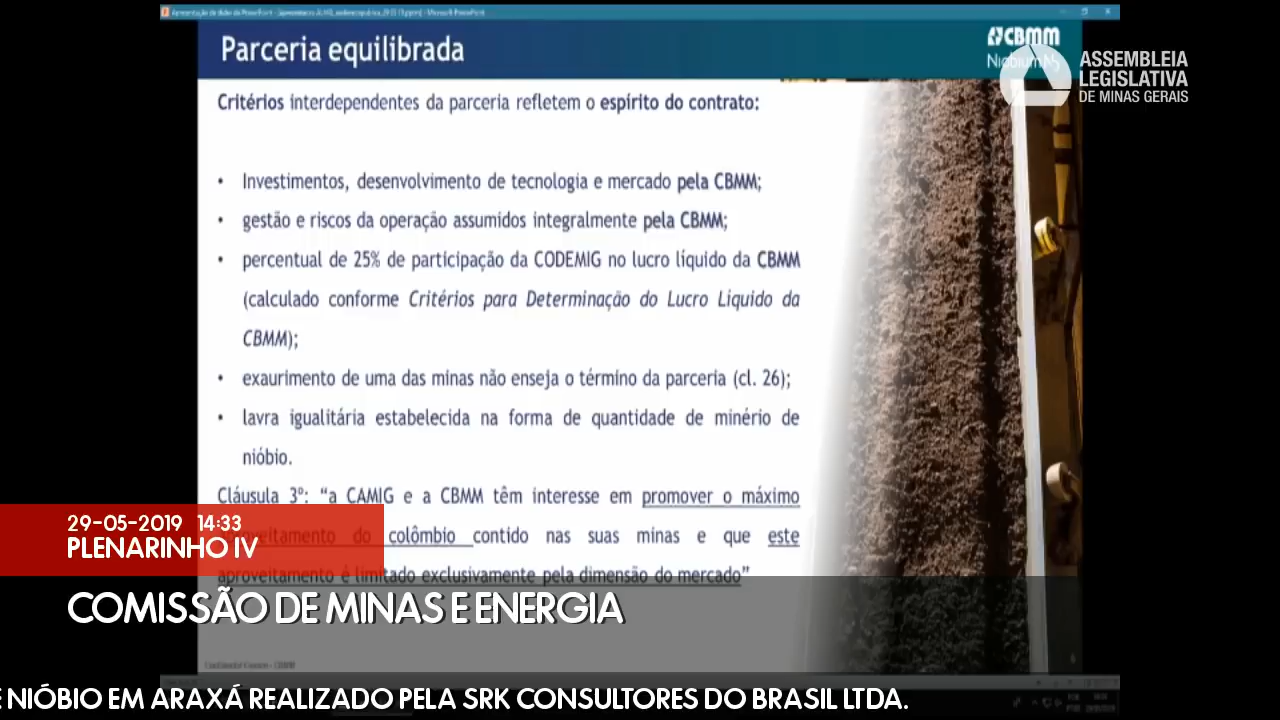 Parceria equilibrada
CBMM
Niobium N5
ASSEMBLEIA
LEGISLATIVA
DE MINAS GERAIS
Critérios interdependentes da parceria refletem o espírito do contrato:
• Investimentos, desenvolvimento de tecnologia e mercado pela CBMM;
• gestão e riscos da operação assumidos integralmente pela CBMM;
• percentual de 25% de participação da CODEMIG no lucro líquido da CBMM
(calculado conforme Critérios para Determinação do Lucro Líquido da
CBMM);
• exaurimento de uma das minas não enseja o término da parceria (cl. 26);
• lavra igualitária estabelecida na forma de quantidade de minério de
nióbio.
Cláusula 3º: “a CAMIG e a CBMM têm interesse em promover o máximo
aproveitamento do colômbio contido nas suas minas e que este
aproveitamento é limitado exclusivamente pela dimensão do mercado”
29-05-2019 14:33
PLENARINHO IV
COMISSÃO DE MINAS E ENERGIA
E NIÓBIO EM ARAXÁ REALIZADO PELA SRK CONSULTORES DO BRASIL LTDA.